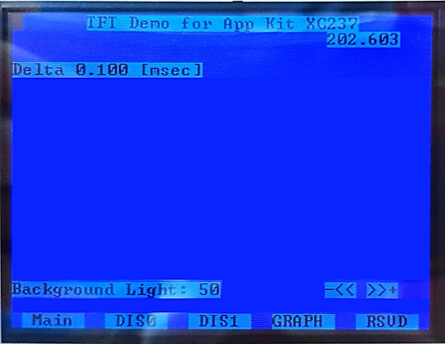 TFT Demo for App Kit XC237
202.603
Delta 0.100 [msec]
Background Light: 50 -<< >>+
Main DIS0 DIS1 GRAPH RSVD